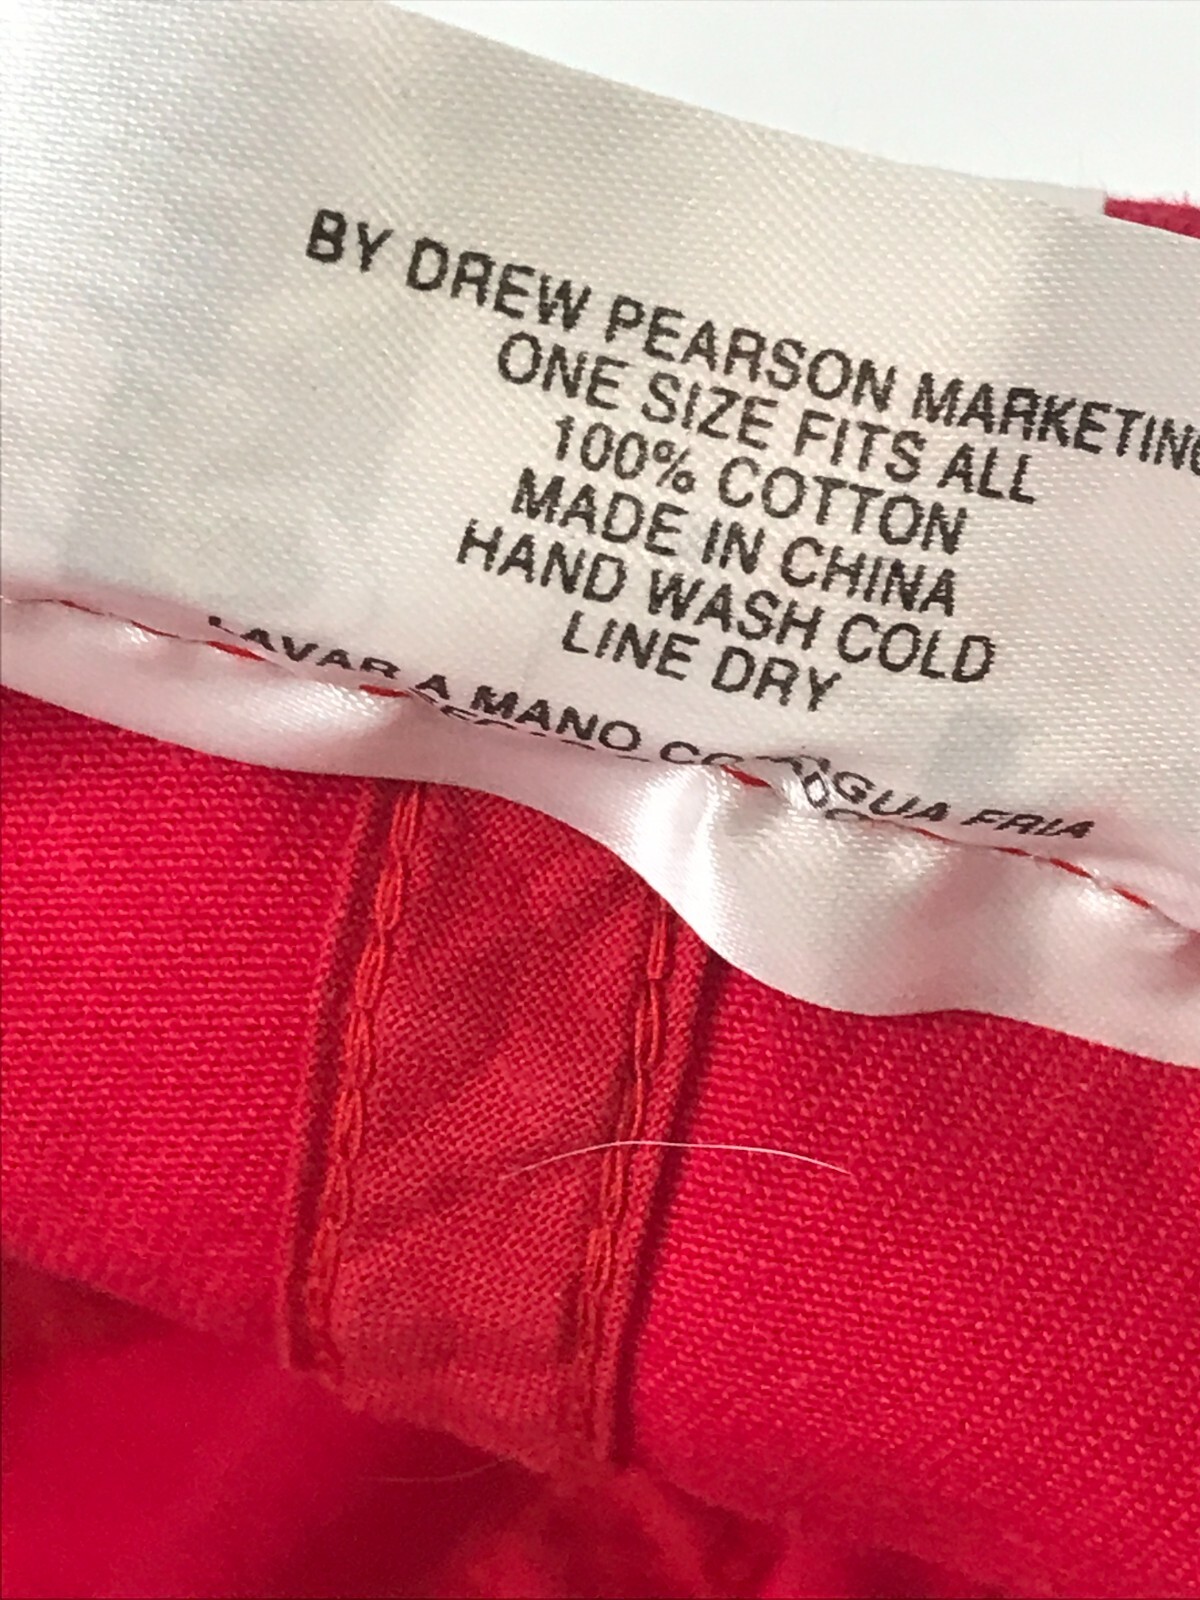 BY DREW PEARSON MARKETING
ONE SIZE FITS ALL
100% COTTON
MADE IN CHINA
HAND WASH COLD
LINE DRY
LAVAR A MANO CON AGUA FRIA